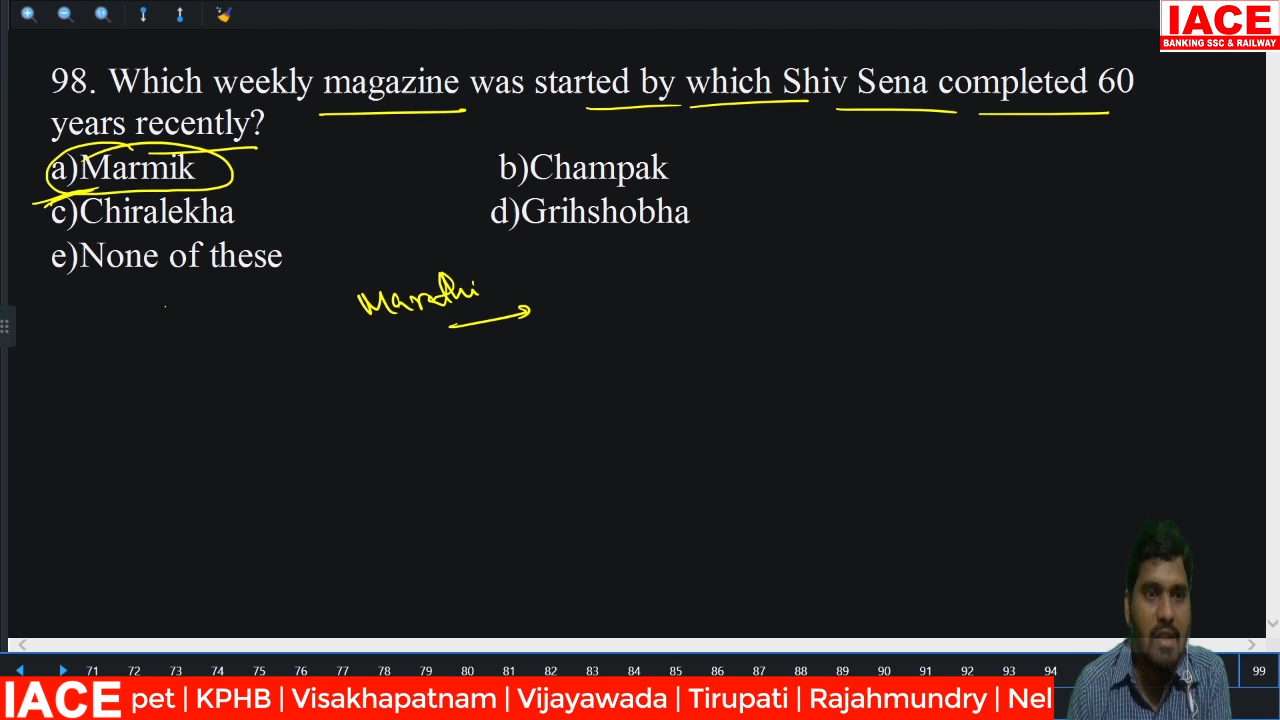 IACE
BANKING SSC & RAILWAY
98. Which weekly magazine was started by which Shiv Sena completed 60
years recently?
a)Marmik b)Champak
c)Chiralekha d)Grihshobha
e)None of these
Marathi
71 72 73 74 75 76 77 78 79 80 81 82 83 84 85 86 87 88 89 90 91 92 93 94 99
IACE pet | KPHB | Visakhapatnam | Vijayawada | Tirupati | Rajahmundry | Nel